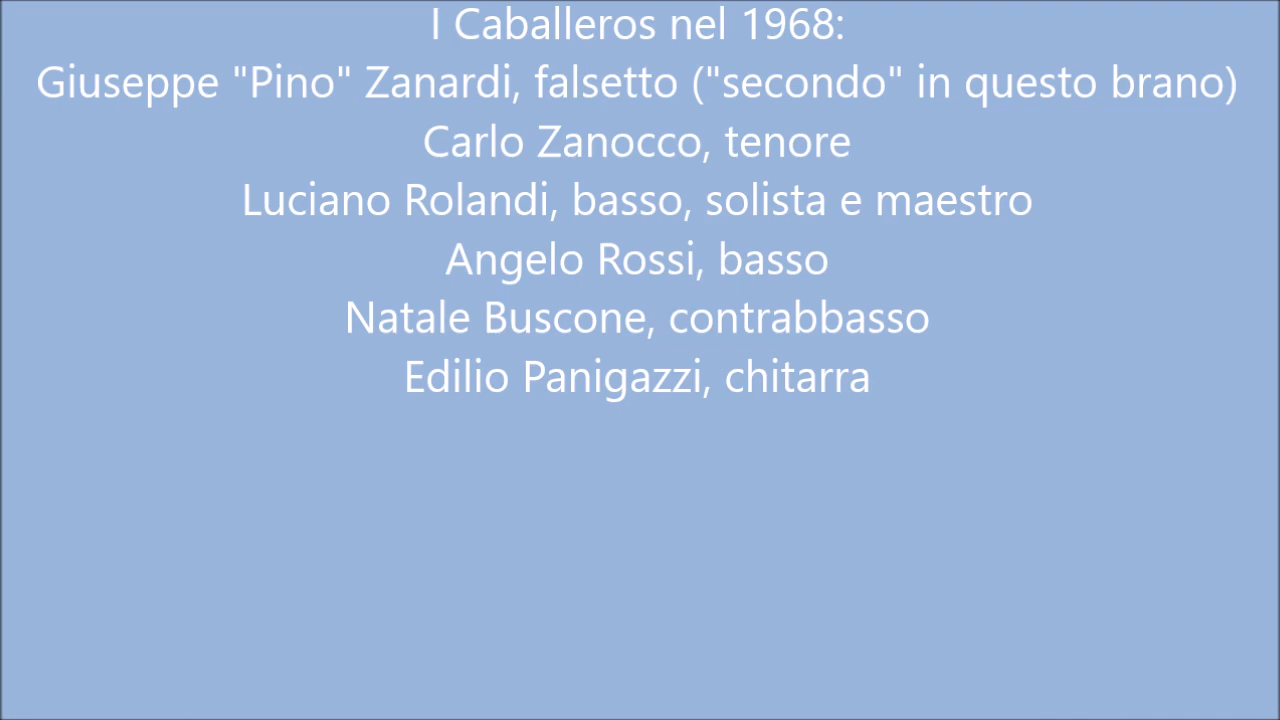 I Caballeros nel 1968:
Giuseppe "Pino" Zanardi, falsetto ("secondo" in questo brano)
Carlo Zanocco, tenore
Luciano Rolandi, basso, solista e maestro
Angelo Rossi, basso
Natale Buscone, contrabbasso
Edilio Panigazzi, chitarra